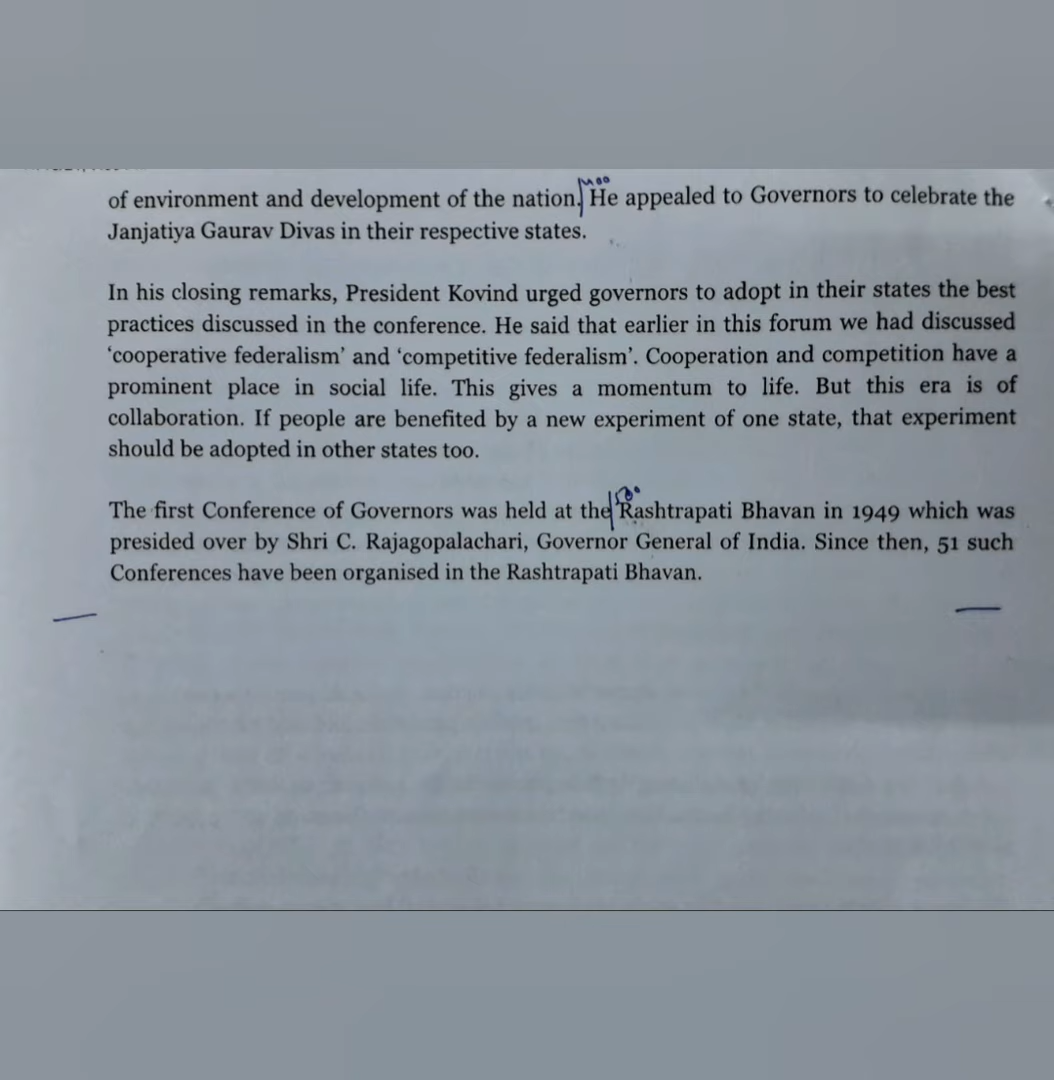 1400
of environment and development of the nation. He appealed to Governors to celebrate the
Janjatiya Gaurav Divas in their respective states.
In his closing remarks, President Kovind urged governors to adopt in their states the best
practices discussed in the conference. He said that earlier in this forum we had discussed
‘cooperative federalism’ and ‘competitive federalism’. Cooperation and competition have a
prominent place in social life. This gives a momentum to life. But this era is of
collaboration. If people are benefited by a new experiment of one state, that experiment
should be adopted in other states too.
The first Conference of Governors was held at the Rashtrapati Bhavan in 1949 which was
presided over by Shri C. Rajagopalachari, Governor General of India. Since then, 51 such
Conferences have been organised in the Rashtrapati Bhavan.